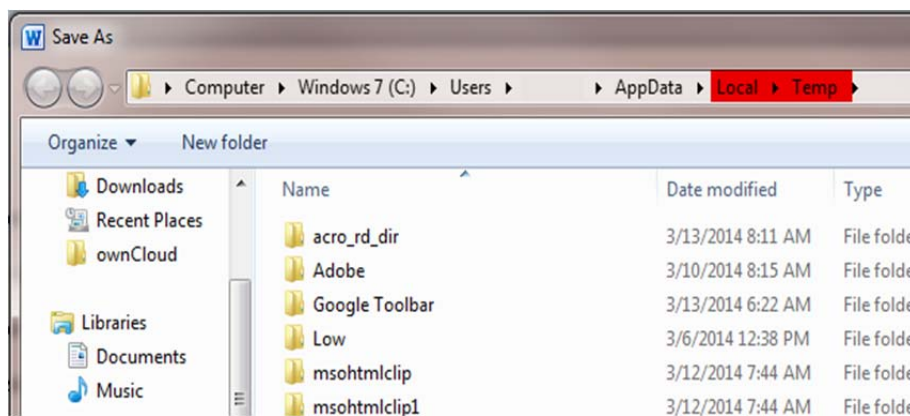 Save As
Computer Windows 7 (C:) Users AppData Local Temp
Organize New folder
Downloads
Recent Places
ownCloud
Libraries
Documents
Music
Name Date modified Type
acro_rd_dir 3/13/2014 8:11 AM File folde
Adobe 3/10/2014 8:15 AM File folde
Google Toolbar 3/13/2014 6:22 AM File folde
Low 3/6/2014 12:38 PM File folde
msohtmlclip 3/12/2014 7:44 AM File folde
msohtmlclip1 3/12/2014 7:44 AM File folde